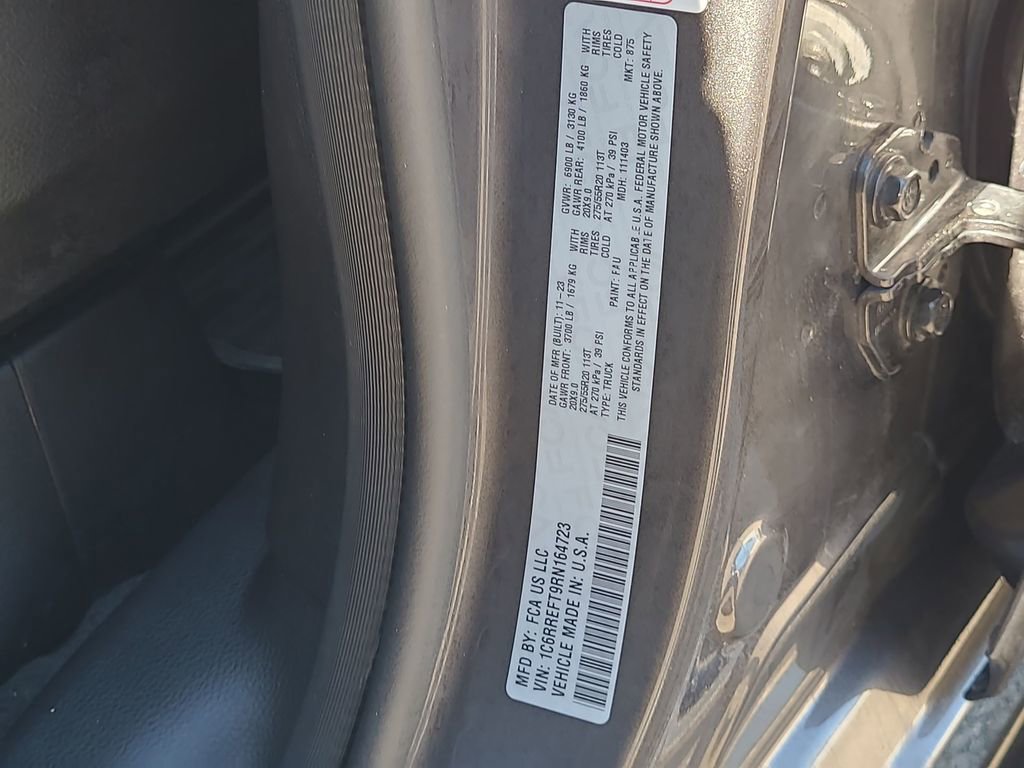 MFD BY: FCA US LLC
VIN: 1C6RREFT9RN164723
VEHICLE MADE IN: U.S.A.
DATE OF MFR (BUILT): 11-23
GAWR FRONT: 3700 LB / 1679 KG WITH
20X9.0 RIMS
275/55R20 113T TIRES
AT 270 kPa / 39 PSI COLD
TYPE: TRUCK
GVWR: 6900 LB / 3130 KG
GAWR REAR: 4100 LB / 1860 KG WITH
20X9.0 RIMS
275/55R20 113T TIRES
AT 270 kPa / 39 PSI COLD
PAINT: MDH: 111403 MKT: 875
THIS VEHICLE CONFORMS TO ALL APPLICABLE U.S.A. FEDERAL MOTOR VEHICLE SAFETY
STANDARDS IN EFFECT ON THE DATE OF MANUFACTURE SHOWN ABOVE.